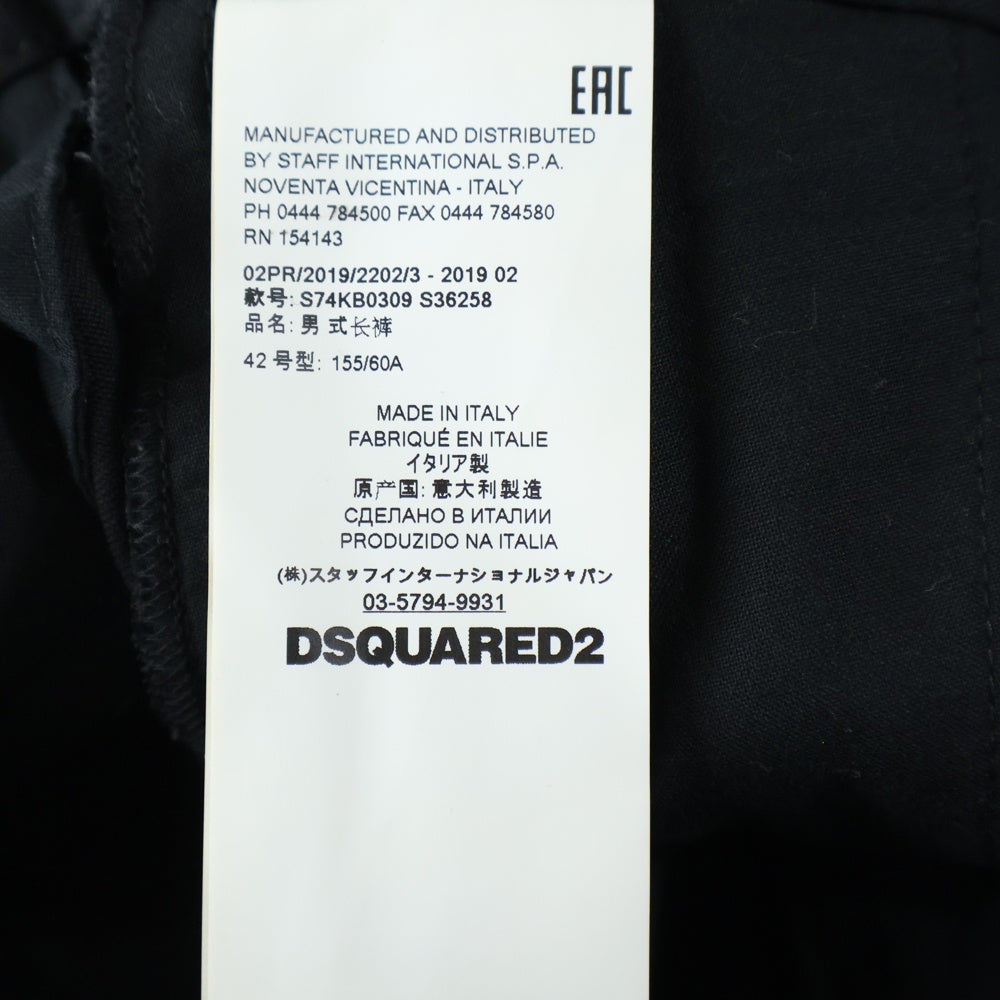 EAC
MANUFACTURED AND DISTRIBUTED
BY STAFF INTERNATIONAL S.P.A.
NOVENTA VICENTINA - ITALY
PH 0444 784500 FAX 0444 784580
RN 154143
02PR/2019/2202/3 - 2019 02
款号: S74KB0309 S36258
品名: 男 式长裤
42 号型: 155/60A
MADE IN ITALY
FABRIQUÉ EN ITALIE
イタリア製
原产国: 意大利製造
СДЕЛАНО В ИТАЛИИ
PRODUZIDO NA ITALIA
(株)スタッフインターナショナルジャパン
03-5794-9931
DSQUARED2